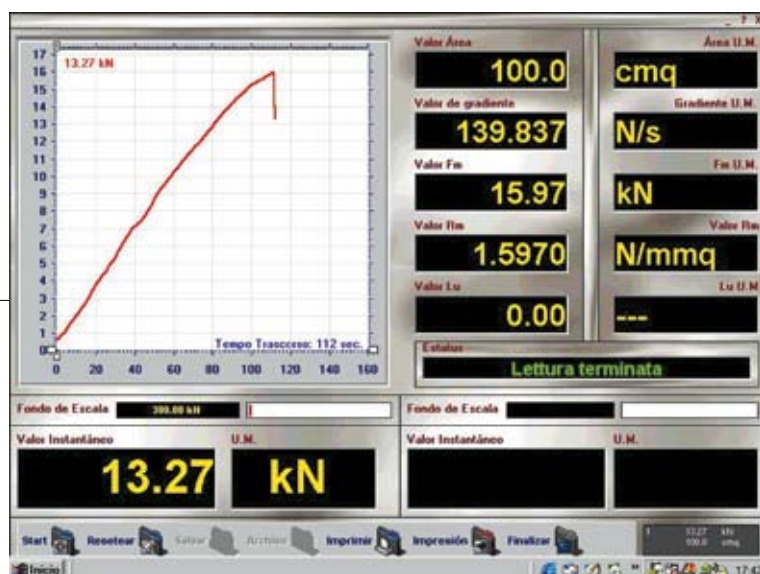 _ ? X
17
16
15
14
13
12
11
10
9
8
7
6
5
4
3
2
1
0
13.27 kN
Tempo Trascorso: 112 sec.
0 20 40 60 80 100 120 140 160
Valor Área
100.0
Área U.M.
cmq
Valor de gradiente
139.837
Gradiente U.M.
N/s
Valor Fm
15.97
Fm U.M.
kN
Valor Rm
1.5970
Valor Rm
N/mmq
Valor Lu
0.00
Lu U.M
---
Estatus
Lettura terminata
Fondo de Escala 300.00 kN
Fondo de Escala
Valor Instantáneo
13.27
U.M.
kN
Valor Instantáneo
U.M.
Start Resetear Salvar Archivo Imprimir Impresión Finalizar
1 13.27 kN
100.0 cmq
Inicio
17:42